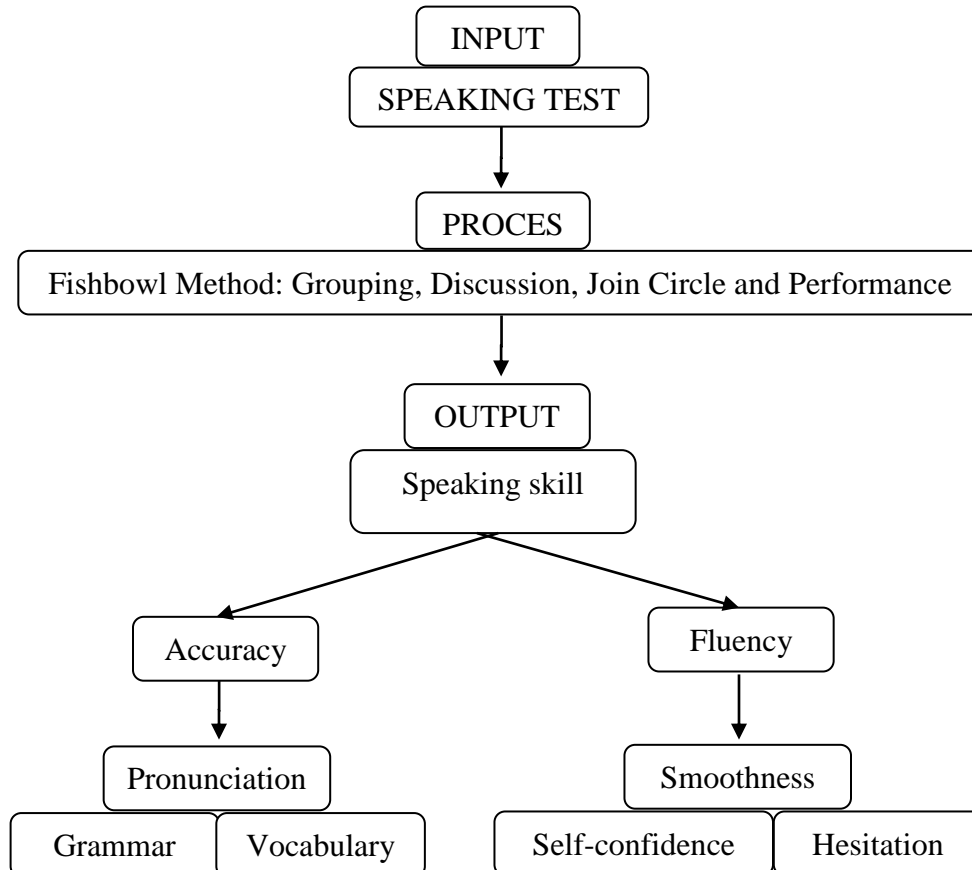 INPUT
SPEAKING TEST
PROCES
Fishbowl Method: Grouping, Discussion, Join Circle and Performance
OUTPUT
Speaking skill
Accuracy
Fluency
Pronunciation
Smoothness
Grammar
Vocabulary
Self-confidence
Hesitation